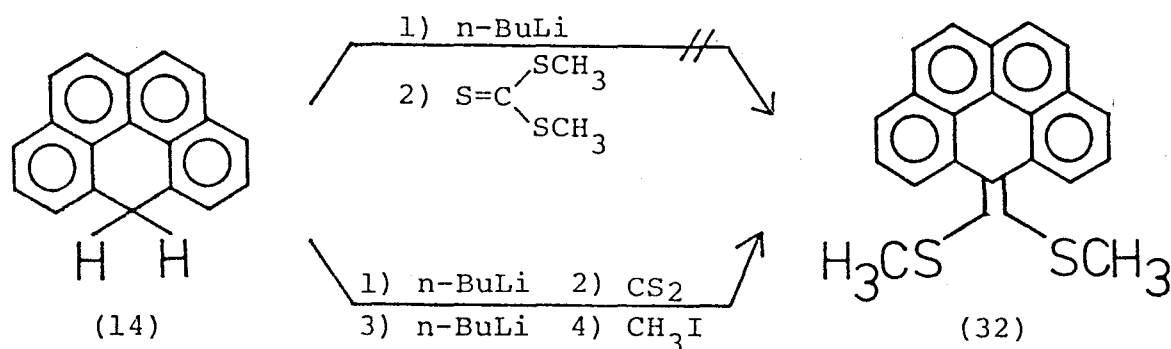 1) n-BuLi
2) S=C
SCH3
SCH3
H H
(14)
1) n-BuLi 2) CS2
3) n-BuLi 4) CH3I
H3CS SCH3
(32)